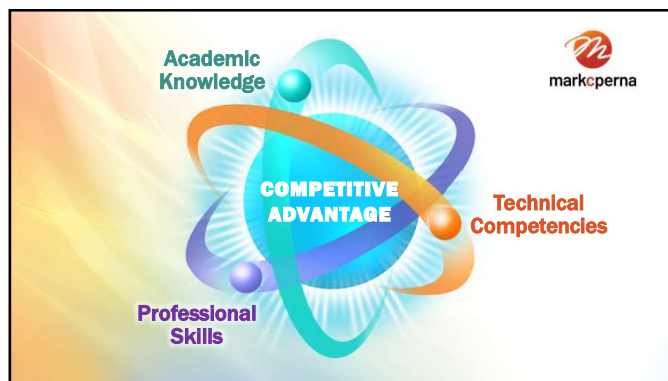 Academic
Knowledge
markcperna
COMPETITIVE
ADVANTAGE
Technical
Competencies
Professional
Skills